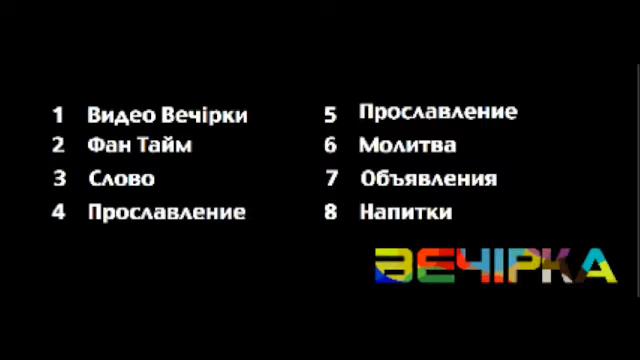 1 Видео Вечірки
2 Фан Тайм
3 Слово
4 Прославление
5 Прославление
6 Молитва
7 Объявления
8 Напитки
ВЕЧІРКА